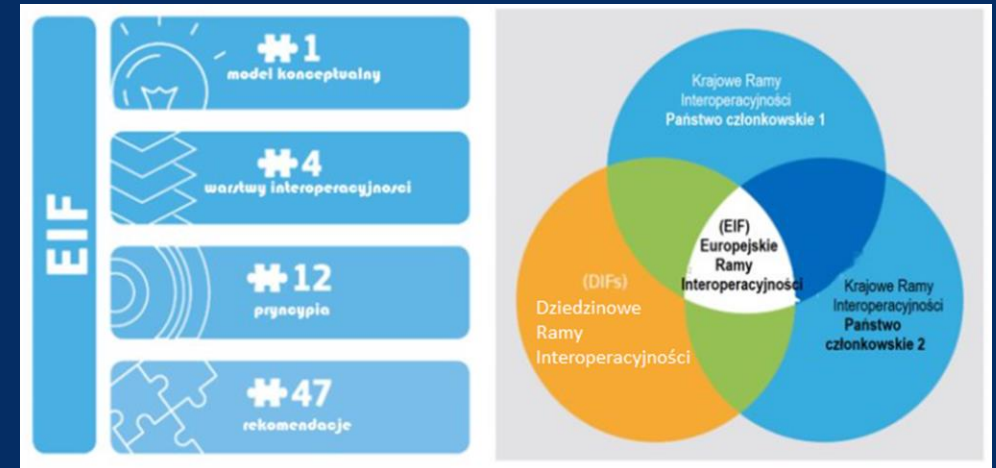 EIF
1
model konceptualny
4
warstwy interoperacyjności
12
pryncypia
47
rekomendacje
Krajowe Ramy
Interoperacyjności
Państwo członkowskie 1
(EIF)
Europejskie
Ramy
Interoperacyjności
(DIFs)
Dziedzinowe
Ramy
Interoperacyjności
Krajowe Ramy
Interoperacyjności
Państwo
członkowskie 2